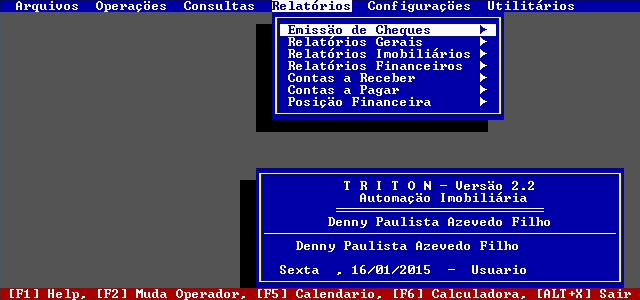 Arquivos Operações Consultas Relatórios Configurações Utilitários
Emissão de Cheques
Relatórios Gerais
Relatórios Imobiliários
Relatórios Financeiros
Contas a Receber
Contas a Pagar
Posição Financeira
T R I T O N - Versão 2.2
Automação Imobiliária
Denny Paulista Azevedo Filho
Denny Paulista Azevedo Filho
Sexta , 16/01/2015 - Usuario
[F1] Help, [F2] Muda Operador, [F5] Calendario, [F6] Calculadora, [ALT+X] Sair